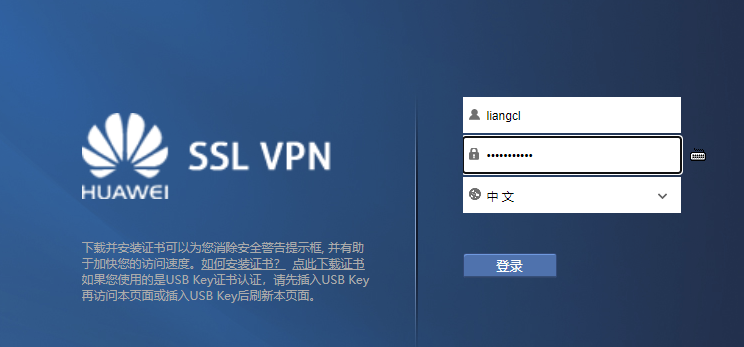 HUAWEI
SSL VPN
下载并安装证书可以为您消除安全警告提示框, 并有助
于加快您的访问速度。如何安装证书？ 点此下载证书
如果您使用的是USB Key证书认证，请先插入USB Key
再访问本页面或插入USB Key后刷新本页面。
liangcl
•••••••••••
中文
登录